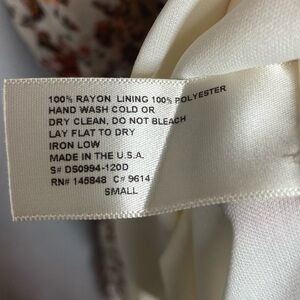 100% RAYON LINING 100% POLYESTER
HAND WASH COLD OR
DRY CLEAN, DO NOT BLEACH
LAY FLAT TO DRY
IRON LOW
MADE IN THE U.S.A.
S# DS0994-120D
RN# 145848 C# 9614
SMALL